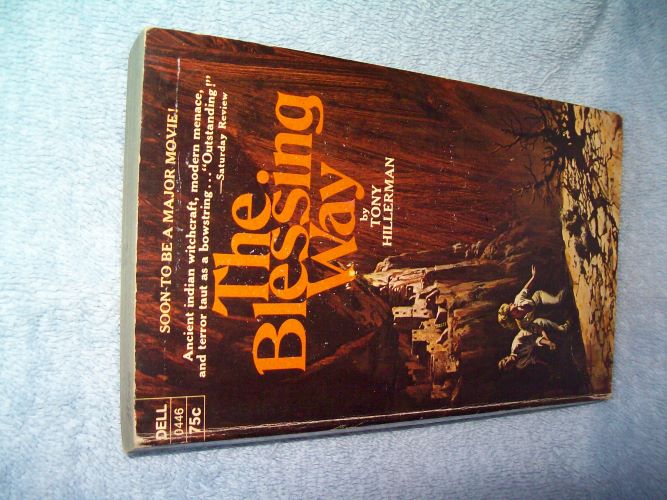 DELL
0446
75c
SOON TO BE A MAJOR MOVIE!
Ancient indian witchcraft, modern menace,
and terror taut as a bowstring... "Outstanding!"
—Saturday Review
The
Blessing
Way
by
TONY
HILLERMAN